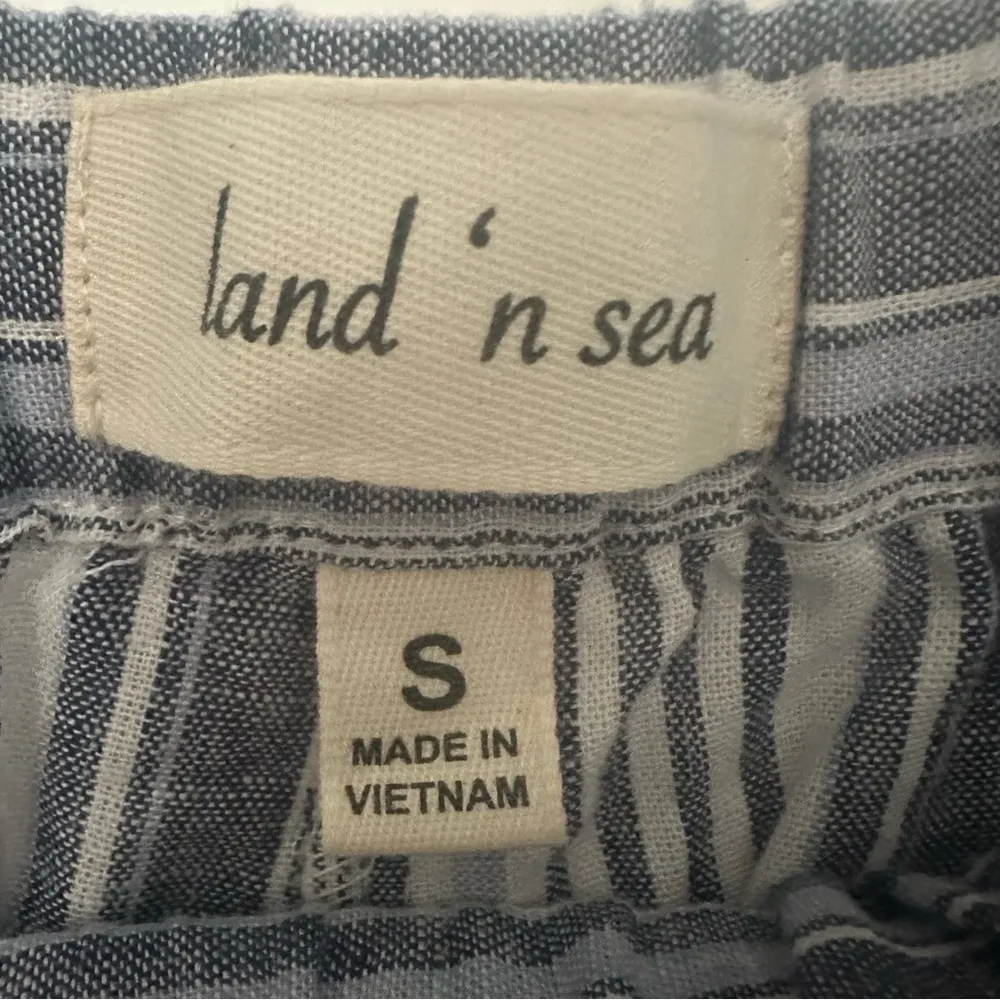 land ‘n sea
S
MADE IN
VIETNAM